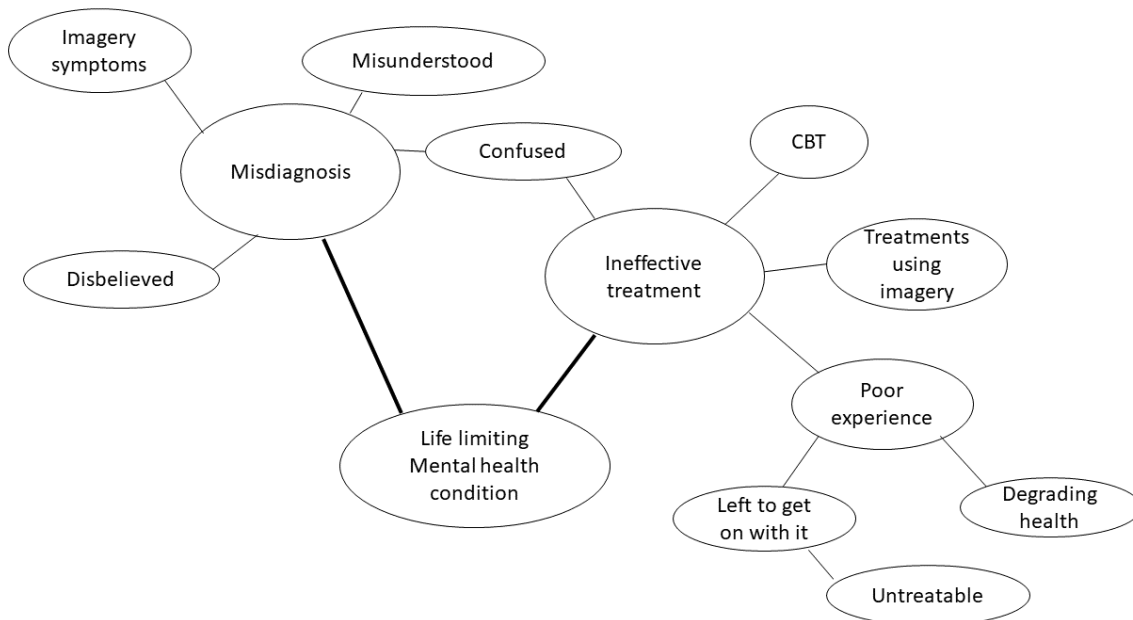 Imagery
symptoms
Misunderstood
Confused
CBT
Misdiagnosis
Disbelieved
Ineffective
treatment
Treatments
using
imagery
Poor
experience
Life limiting
Mental health
condition
Left to get
on with it
Degrading
health
Untreatable